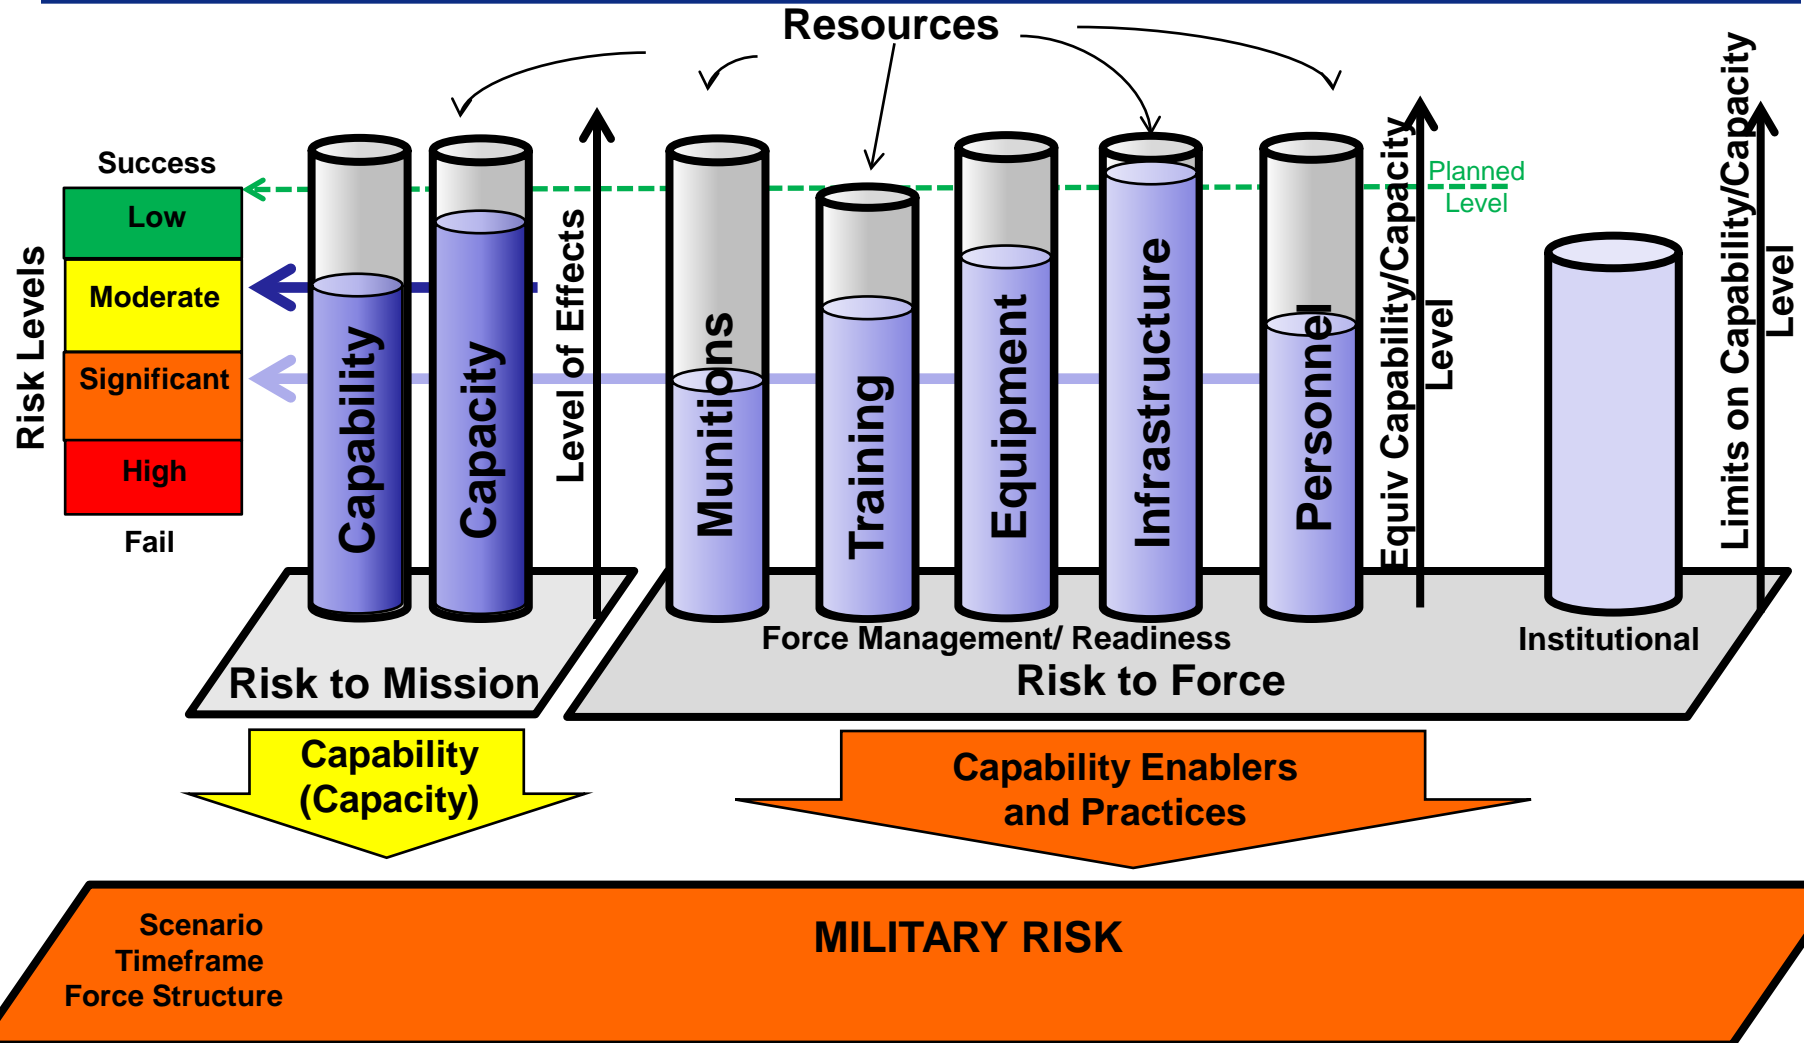 Resources
Success
Low
Moderate
Significant
High
Fail
Risk Levels
Capability
Capacity
Level of Effects
Munitions
Training
Equipment
Infrastructure
Personnel
Equiv Capability/Capacity
Level
Planned
Level
Limits on Capability/Capacity
Level
Force Management/ Readiness
Institutional
Risk to Mission
Risk to Force
Capability
(Capacity)
Capability Enablers
and Practices
Scenario
Timeframe
Force Structure
MILITARY RISK